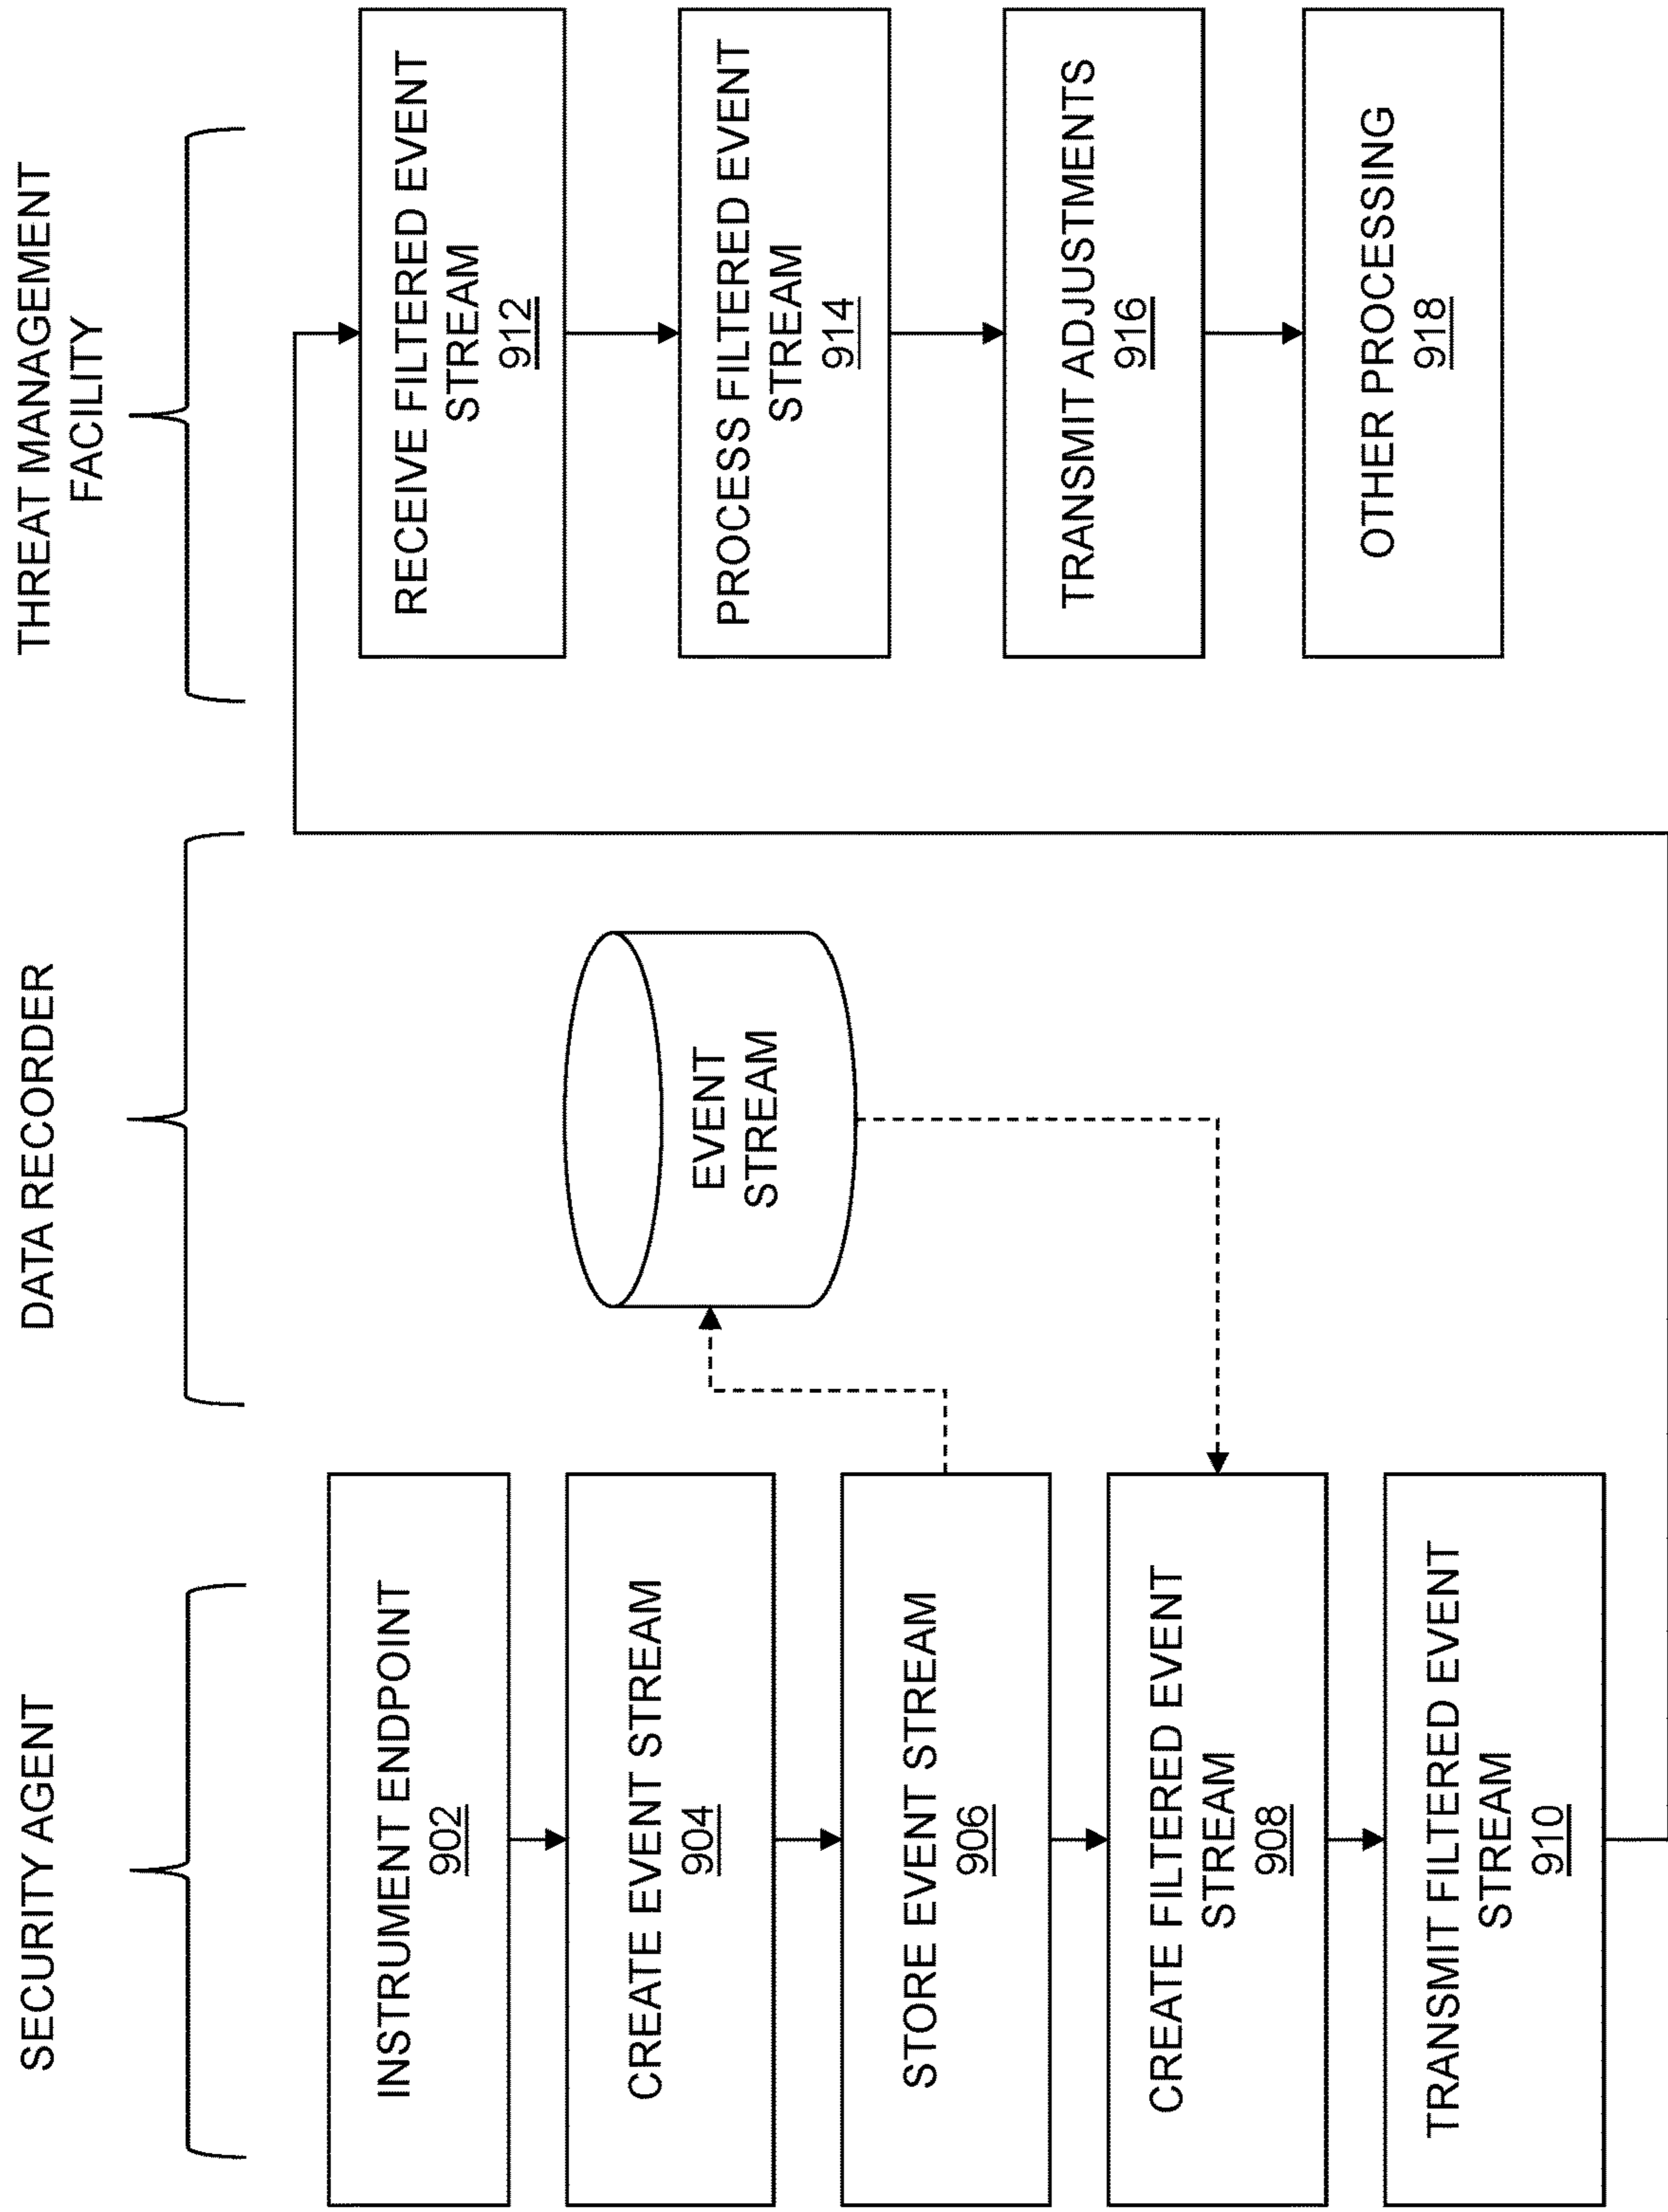 SECURITY AGENT
DATA RECORDER
THREAT MANAGEMENT
FACILITY
INSTRUMENT ENDPOINT
902
CREATE EVENT STREAM
904
STORE EVENT STREAM
906
CREATE FILTERED EVENT
STREAM
908
TRANSMIT FILTERED EVENT
STREAM
910
EVENT
STREAM
RECEIVE FILTERED EVENT
STREAM
912
PROCESS FILTERED EVENT
STREAM
914
TRANSMIT ADJUSTMENTS
916
OTHER PROCESSING
918